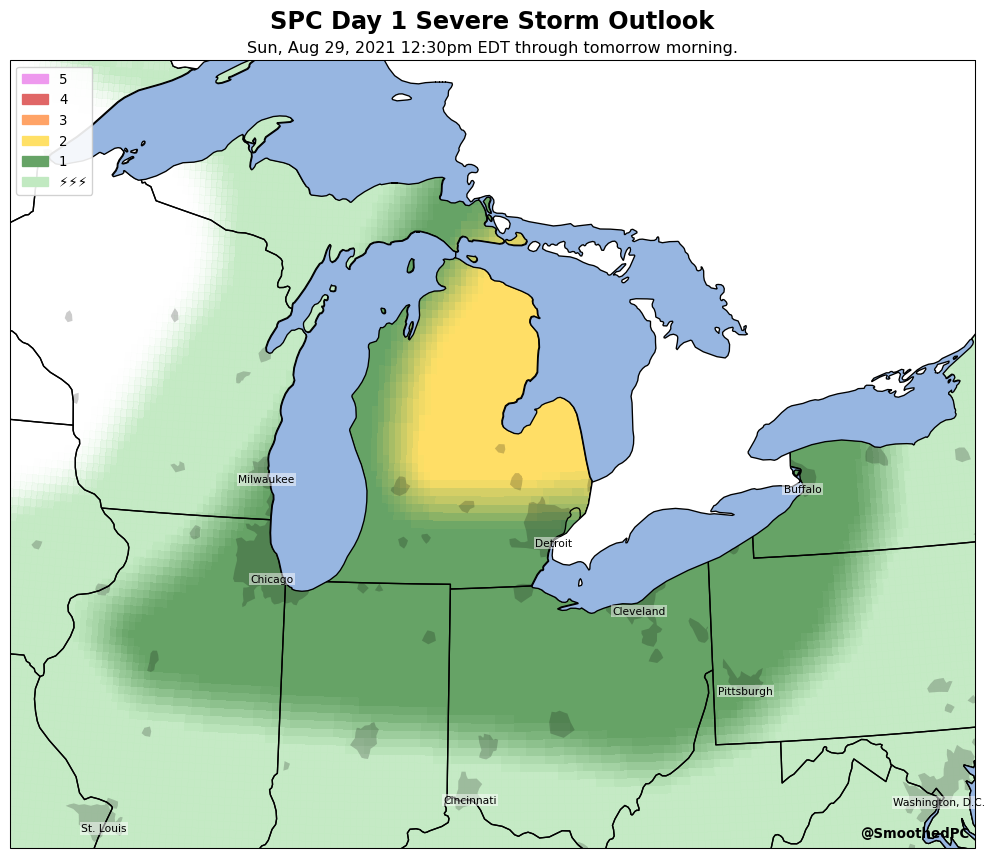 SPC Day 1 Severe Storm Outlook
Sun, Aug 29, 2021 12:30pm EDT through tomorrow morning.
5
4
3
2
1
⚡⚡⚡
Milwaukee
Buffalo
Detroit
Chicago
Cleveland
Pittsburgh
Cincinnati
Washington, D.C.
St. Louis
@SmoothedPC